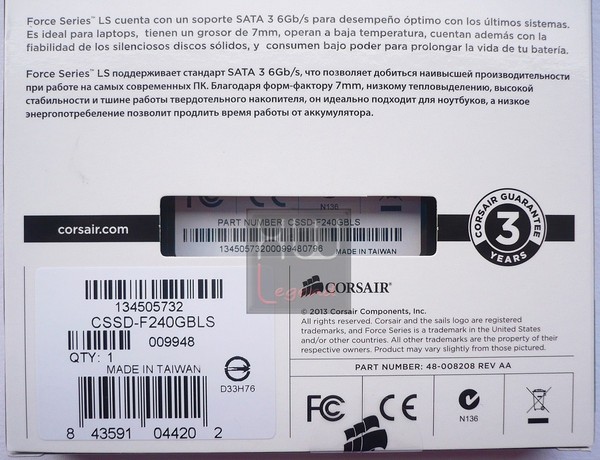 Force Series™ LS cuenta con un soporte SATA 3 6Gb/s para desempeño óptimo con los últimos sistemas.
Es ideal para laptops, tienen un grosor de 7mm, operan a baja temperatura, cuentan además con la
fiabilidad de los silenciosos discos sólidos, y consumen bajo poder para prolongar la vida de tu batería.
Force Series™ LS поддерживает стандарт SATA 3 6Gb/s, что позволяет добиться наивысшей производительности
при работе на самых современных ПК. Благодаря форм-фактору 7mm, низкому тепловыделению, высокой
стабильности и тишине работы твердотельного накопителя, он идеально подходит для ноутбуков, а низкое
энергопотребление позволит продлить время работы от аккумулятора.
N136
PART NUMBER: CSSD-F240GBLS
13450573200099480796
MADE IN TAIWAN
corsair.com
CORSAIR GUARANTEE
3
YEARS
CORSAIR®
© 2013 Corsair Components, Inc.
All rights reserved. Corsair and the sails logo are registered
trademarks, and Force Series is a trademark in the United States
and/or other countries. All other trademarks are the property of their
respective owners. Product may vary slightly from those pictured.
PART NUMBER: 48-008208 REV AA
FC CE
N136
134505732
CSSD-F240GBLS
009948
QTY: 1
MADE IN TAIWAN
D33H76
8 43591 04420 2